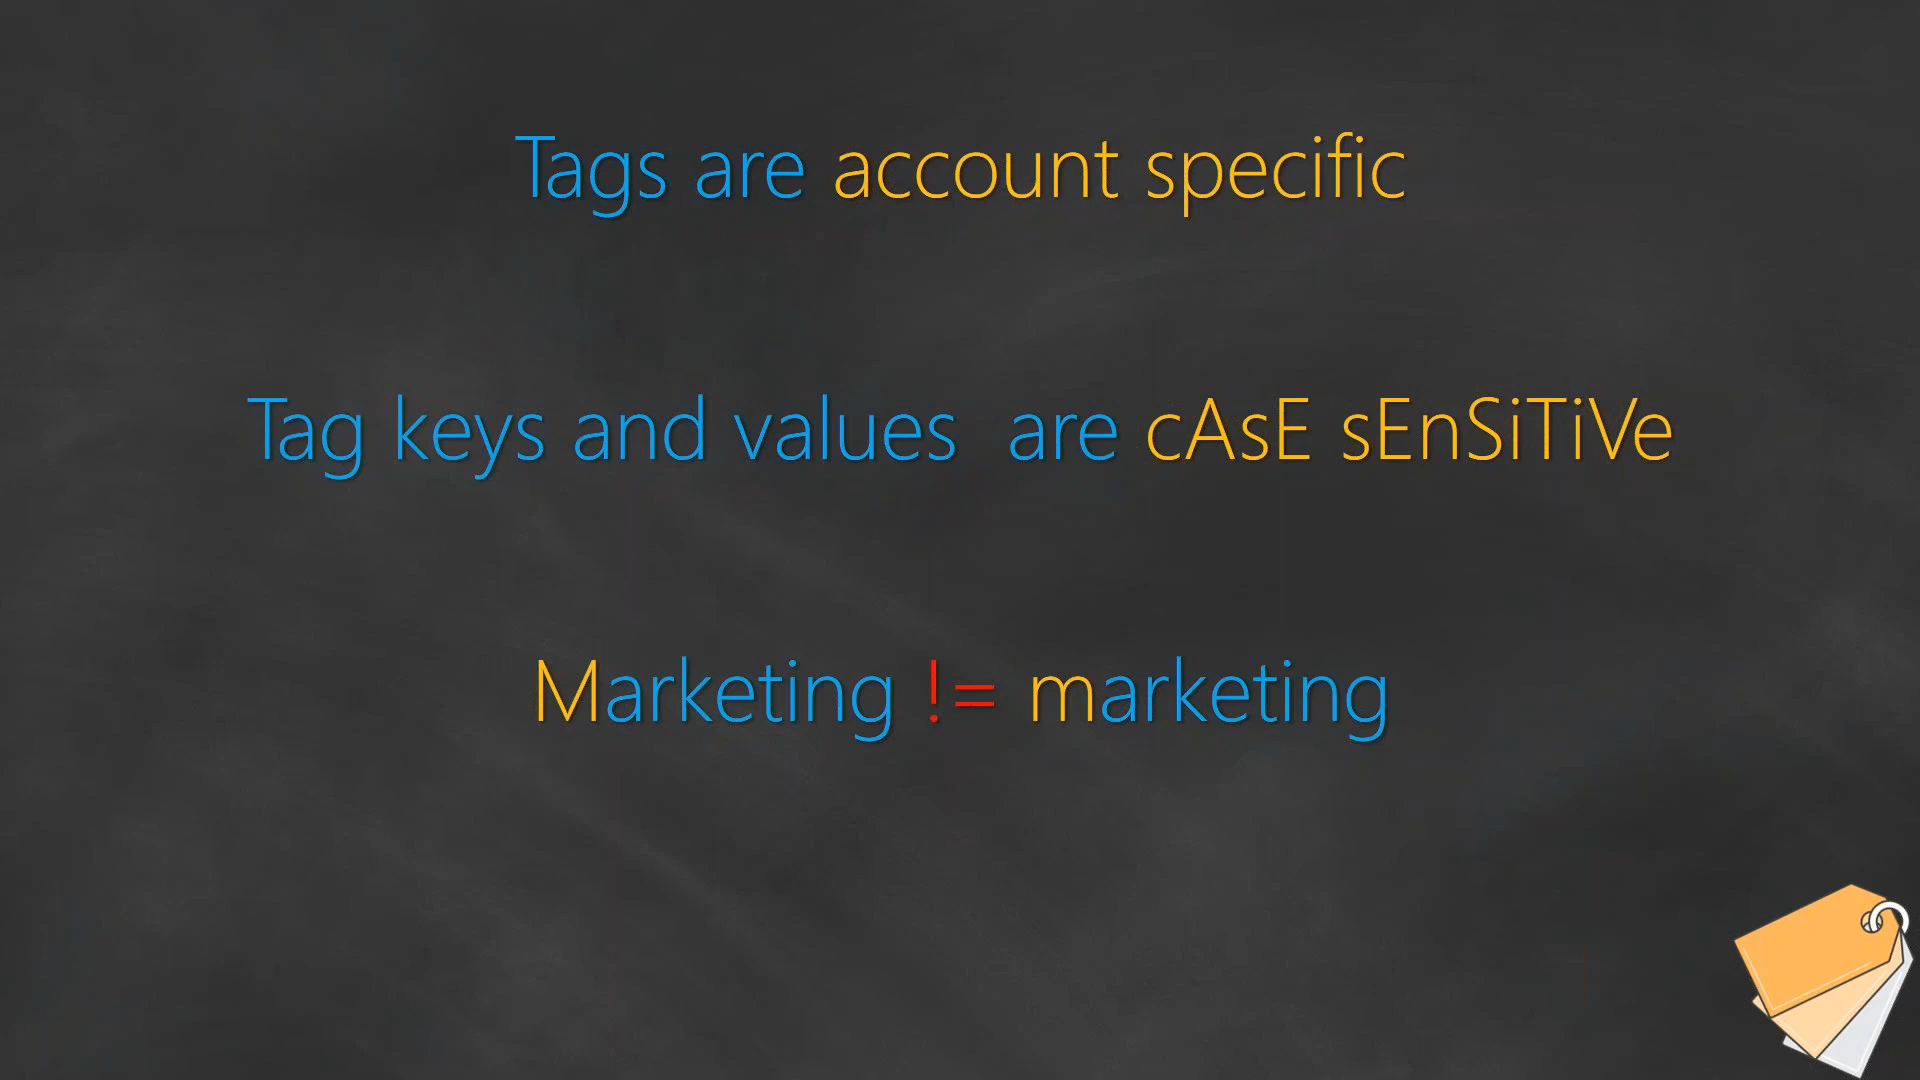 Tags are account specific
Tag keys and values  are cAsE sEnSiTiVe
Marketing != marketing